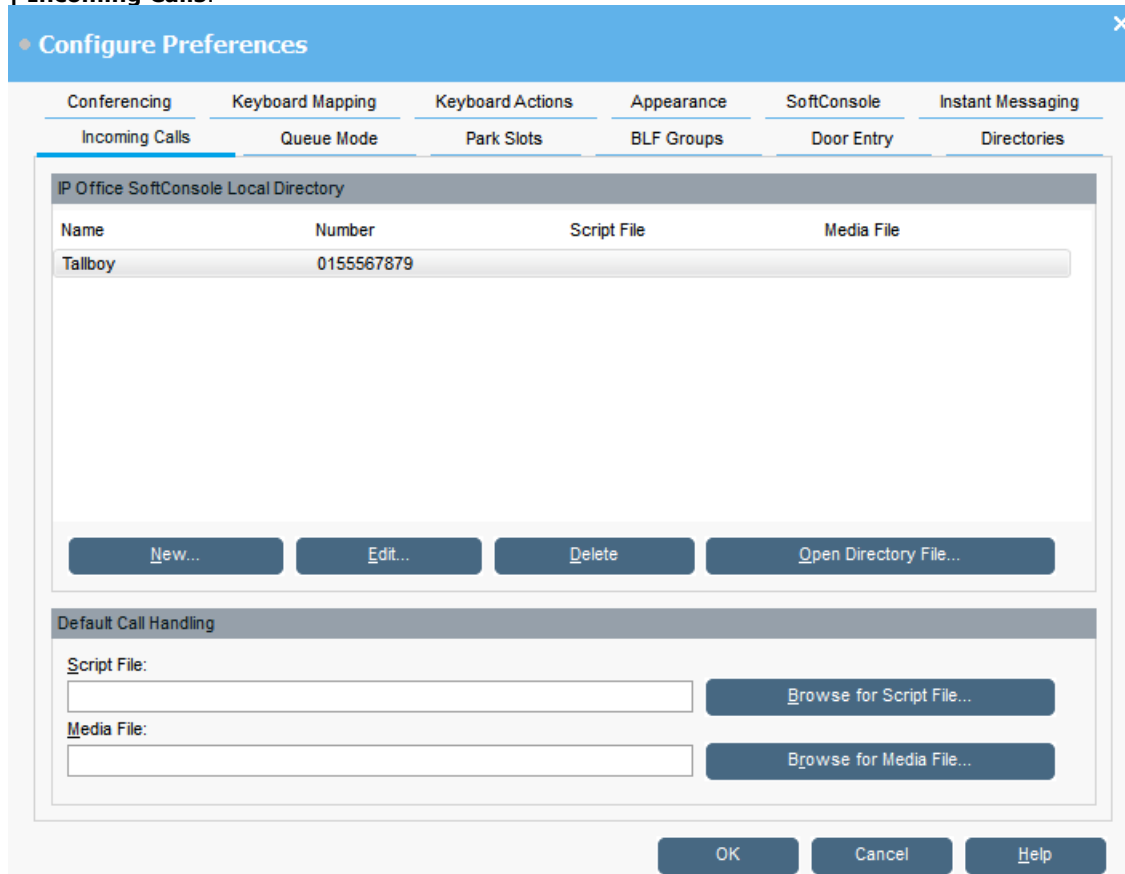 | Incoming Calls.
Configure Preferences
Conferencing Keyboard Mapping Keyboard Actions Appearance SoftConsole Instant Messaging
Incoming Calls Queue Mode Park Slots BLF Groups Door Entry Directories
IP Office SoftConsole Local Directory
Name Number Script File Media File
Tallboy 0155567879
New... Edit... Delete Open Directory File...
Default Call Handling
Script File:
Browse for Script File...
Media File:
Browse for Media File...
OK Cancel Help